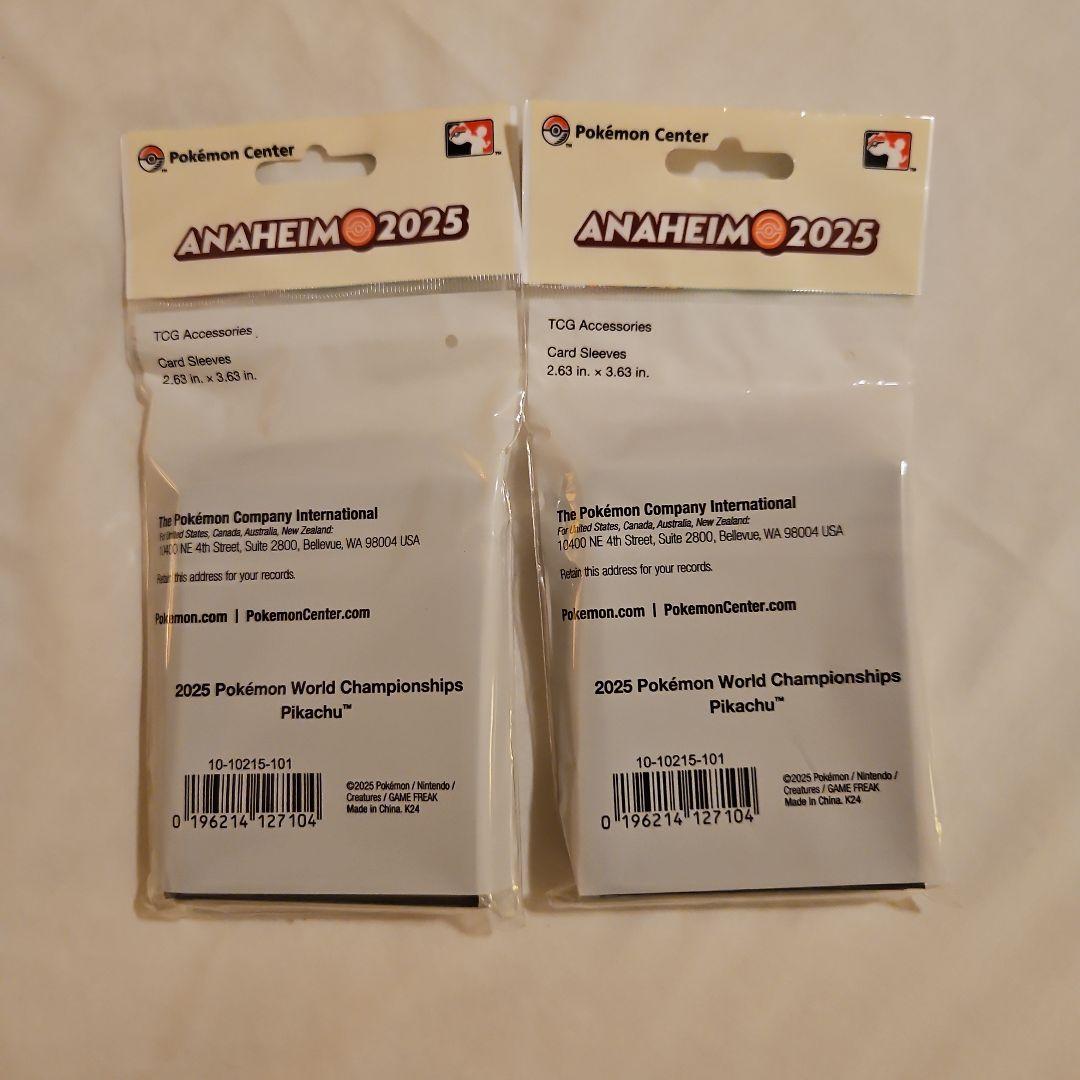 Pokémon Center
ANAHEIM 2025
TCG Accessories
Card Sleeves
2.63 in. × 3.63 in.
The Pokémon Company International
For United States, Canada, Australia, New Zealand:
10400 NE 4th Street, Suite 2800, Bellevue, WA 98004 USA
Retain this address for your records.
Pokemon.com | PokemonCenter.com
2025 Pokémon World Championships
Pikachu™
10-10215-101
0 196214 127104
©2025 Pokémon / Nintendo /
Creatures / GAME FREAK
Made in China. K24
Pokémon Center
ANAHEIM 2025
TCG Accessories
Card Sleeves
2.63 in. × 3.63 in.
The Pokémon Company International
For United States, Canada, Australia, New Zealand:
10400 NE 4th Street, Suite 2800, Bellevue, WA 98004 USA
Retain this address for your records.
Pokemon.com | PokemonCenter.com
2025 Pokémon World Championships
Pikachu™
10-10215-101
0 196214 127104
©2025 Pokémon / Nintendo /
Creatures / GAME FREAK
Made in China. K24